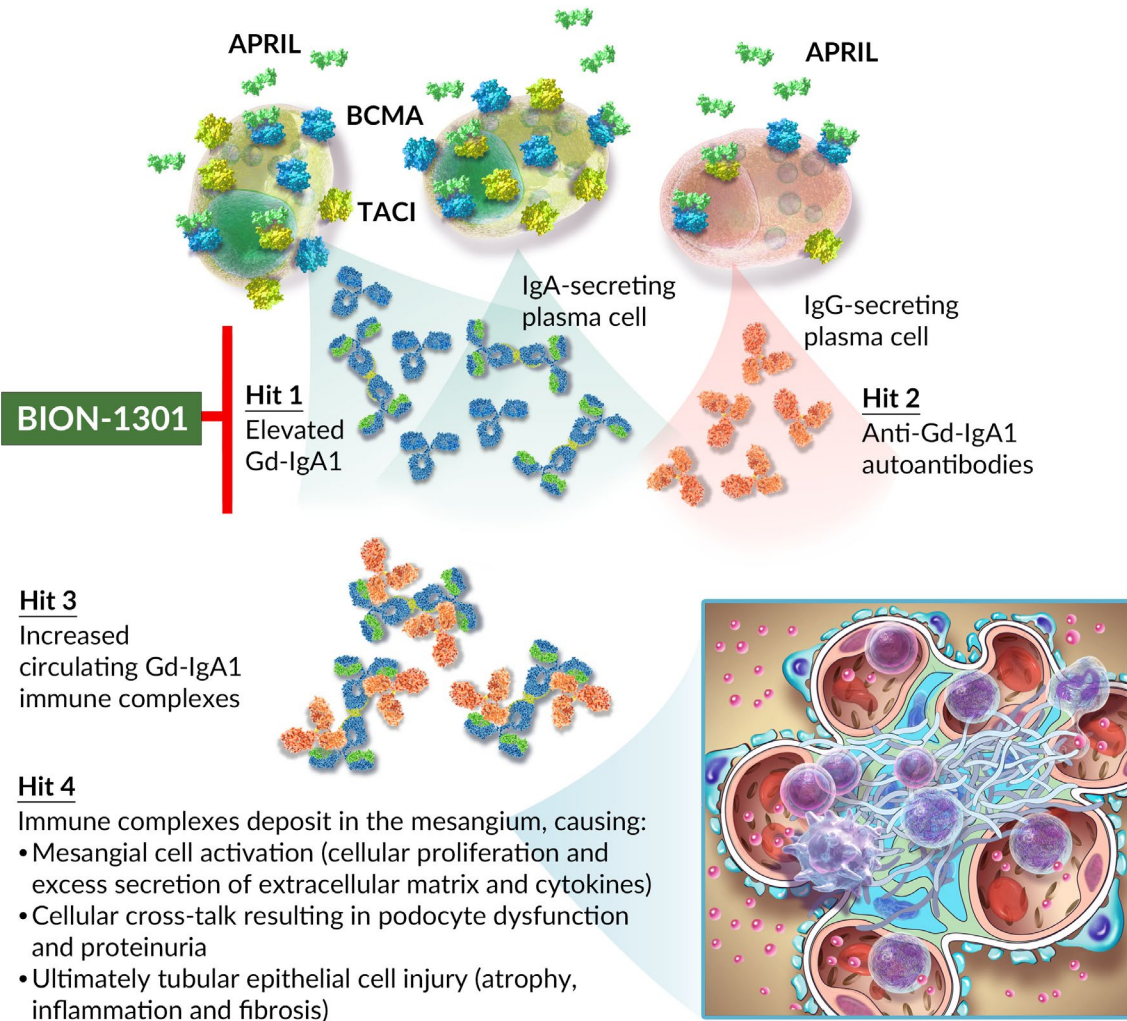 APRIL
APRIL
BCMA
TACI
IgA-secreting
plasma cell
IgG-secreting
plasma cell
BION-1301
Hit 1
Elevated
Gd-IgA1
Hit 2
Anti-Gd-IgA1
autoantibodies
Hit 3
Increased
circulating Gd-IgA1
immune complexes
Hit 4
Immune complexes deposit in the mesangium, causing:
• Mesangial cell activation (cellular proliferation and
excess secretion of extracellular matrix and cytokines)
• Cellular cross-talk resulting in podocyte dysfunction
and proteinuria
• Ultimately tubular epithelial cell injury (atrophy,
inflammation and fibrosis)